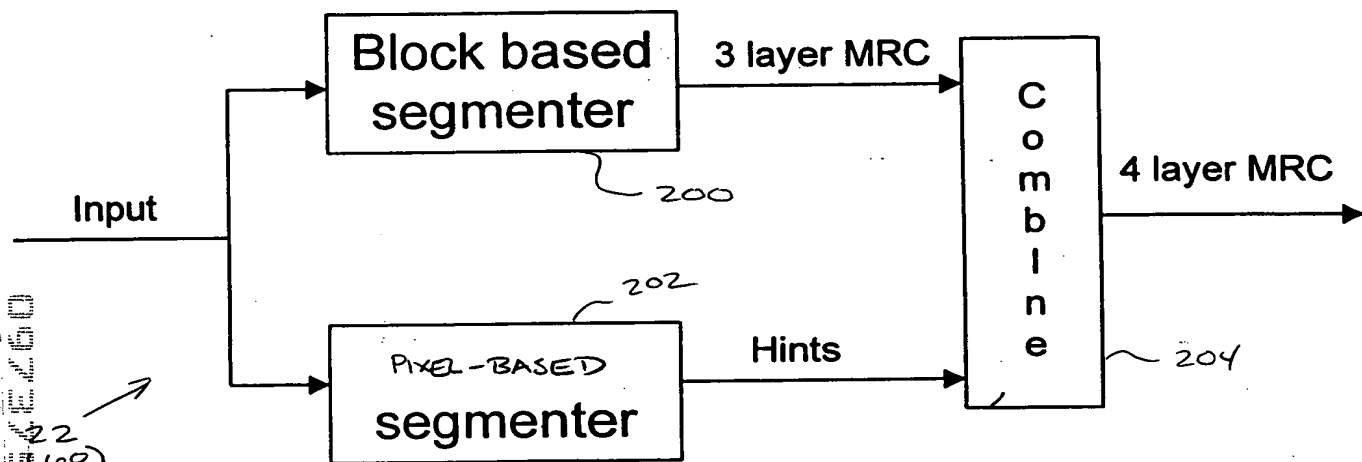 Block based
segmenter
3 layer MRC
C
o
m
b
I
n
e
4 layer MRC
200
Input
202
PIXEL-BASED
segmenter
Hints
204
22